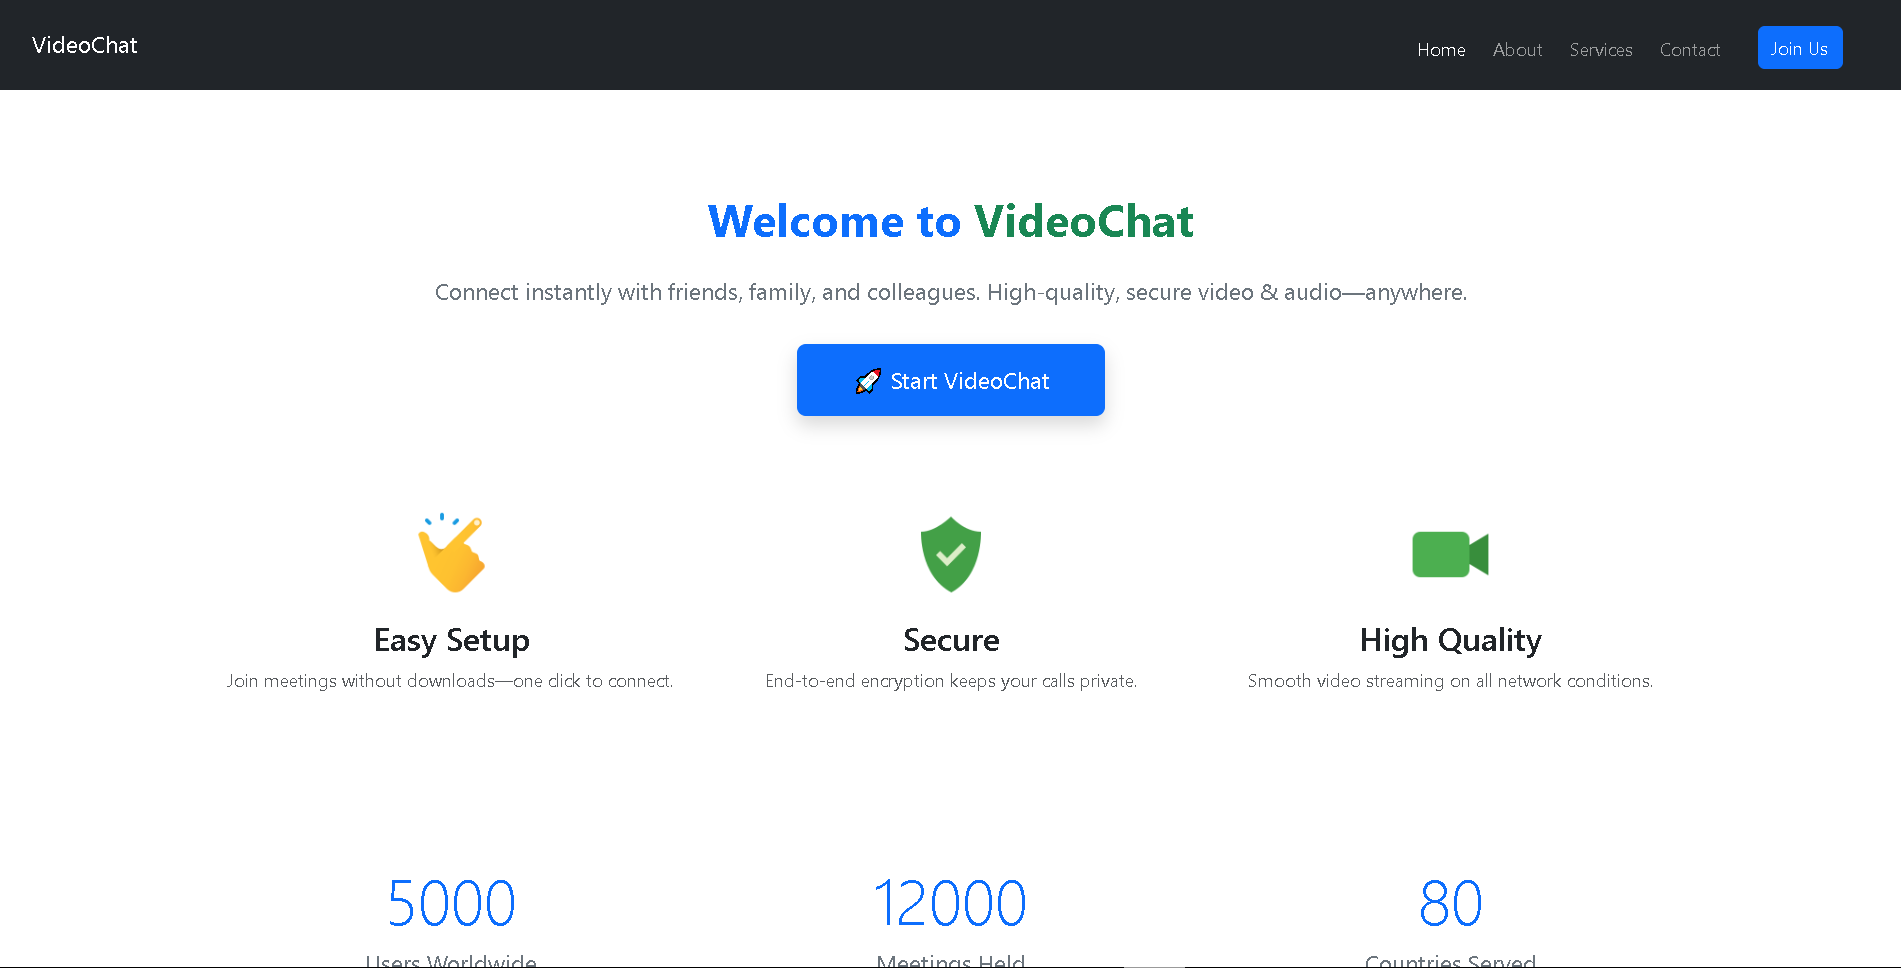 VideoChat
Home About Services Contact Join Us
Welcome to VideoChat
Connect instantly with friends, family, and colleagues. High-quality, secure video & audio—anywhere.
🚀 Start VideoChat
Easy Setup
Join meetings without downloads—one click to connect.
Secure
End-to-end encryption keeps your calls private.
High Quality
Smooth video streaming on all network conditions.
5000
Users Worldwide
12000
Meetings Held
80
Countries Served